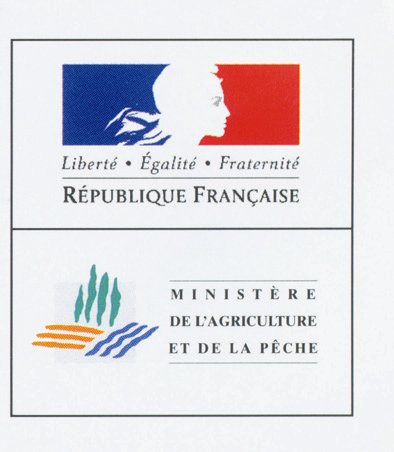 Liberté • Égalité • Fraternité
RÉPUBLIQUE FRANÇAISE
MINISTÈRE
DE L'AGRICULTURE
ET DE LA PÊCHE